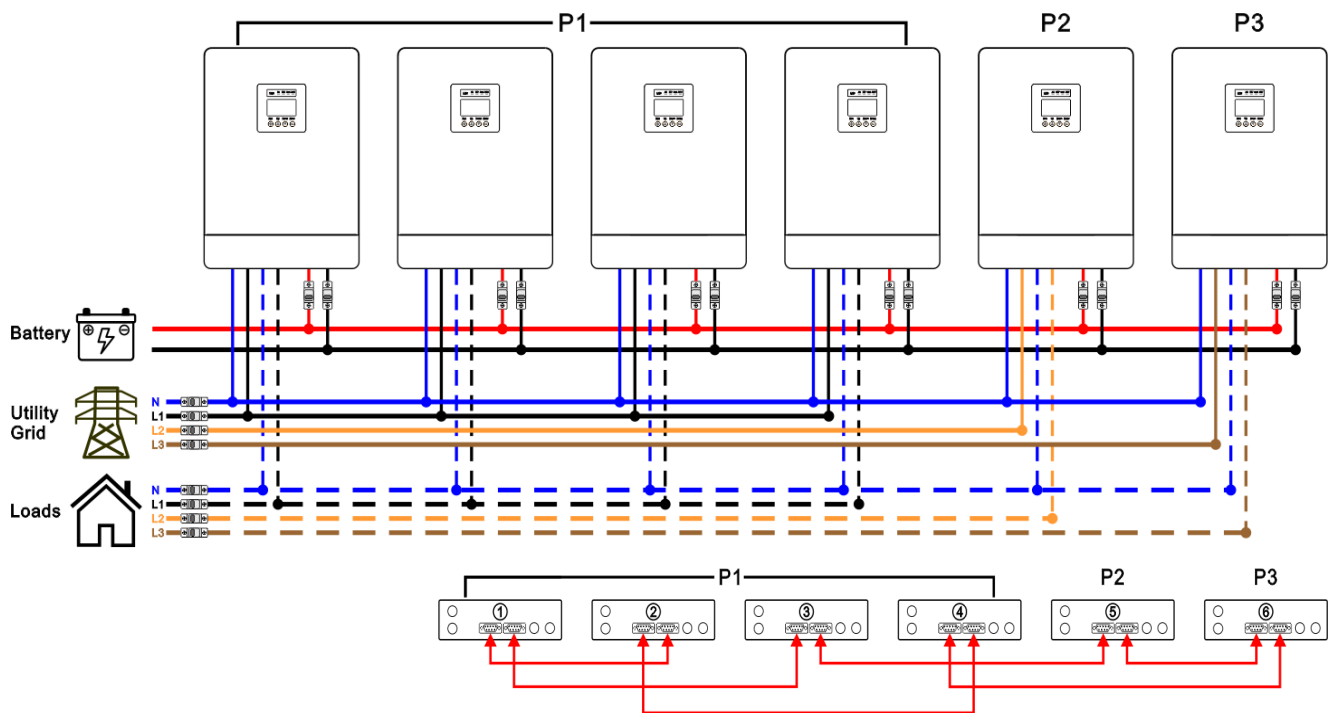 P1 P2 P3
Battery
Utility
Grid
N
L1
L2
L3
Loads
N
L1
L2
L3
P1 P2 P3
① ② ③ ④ ⑤ ⑥